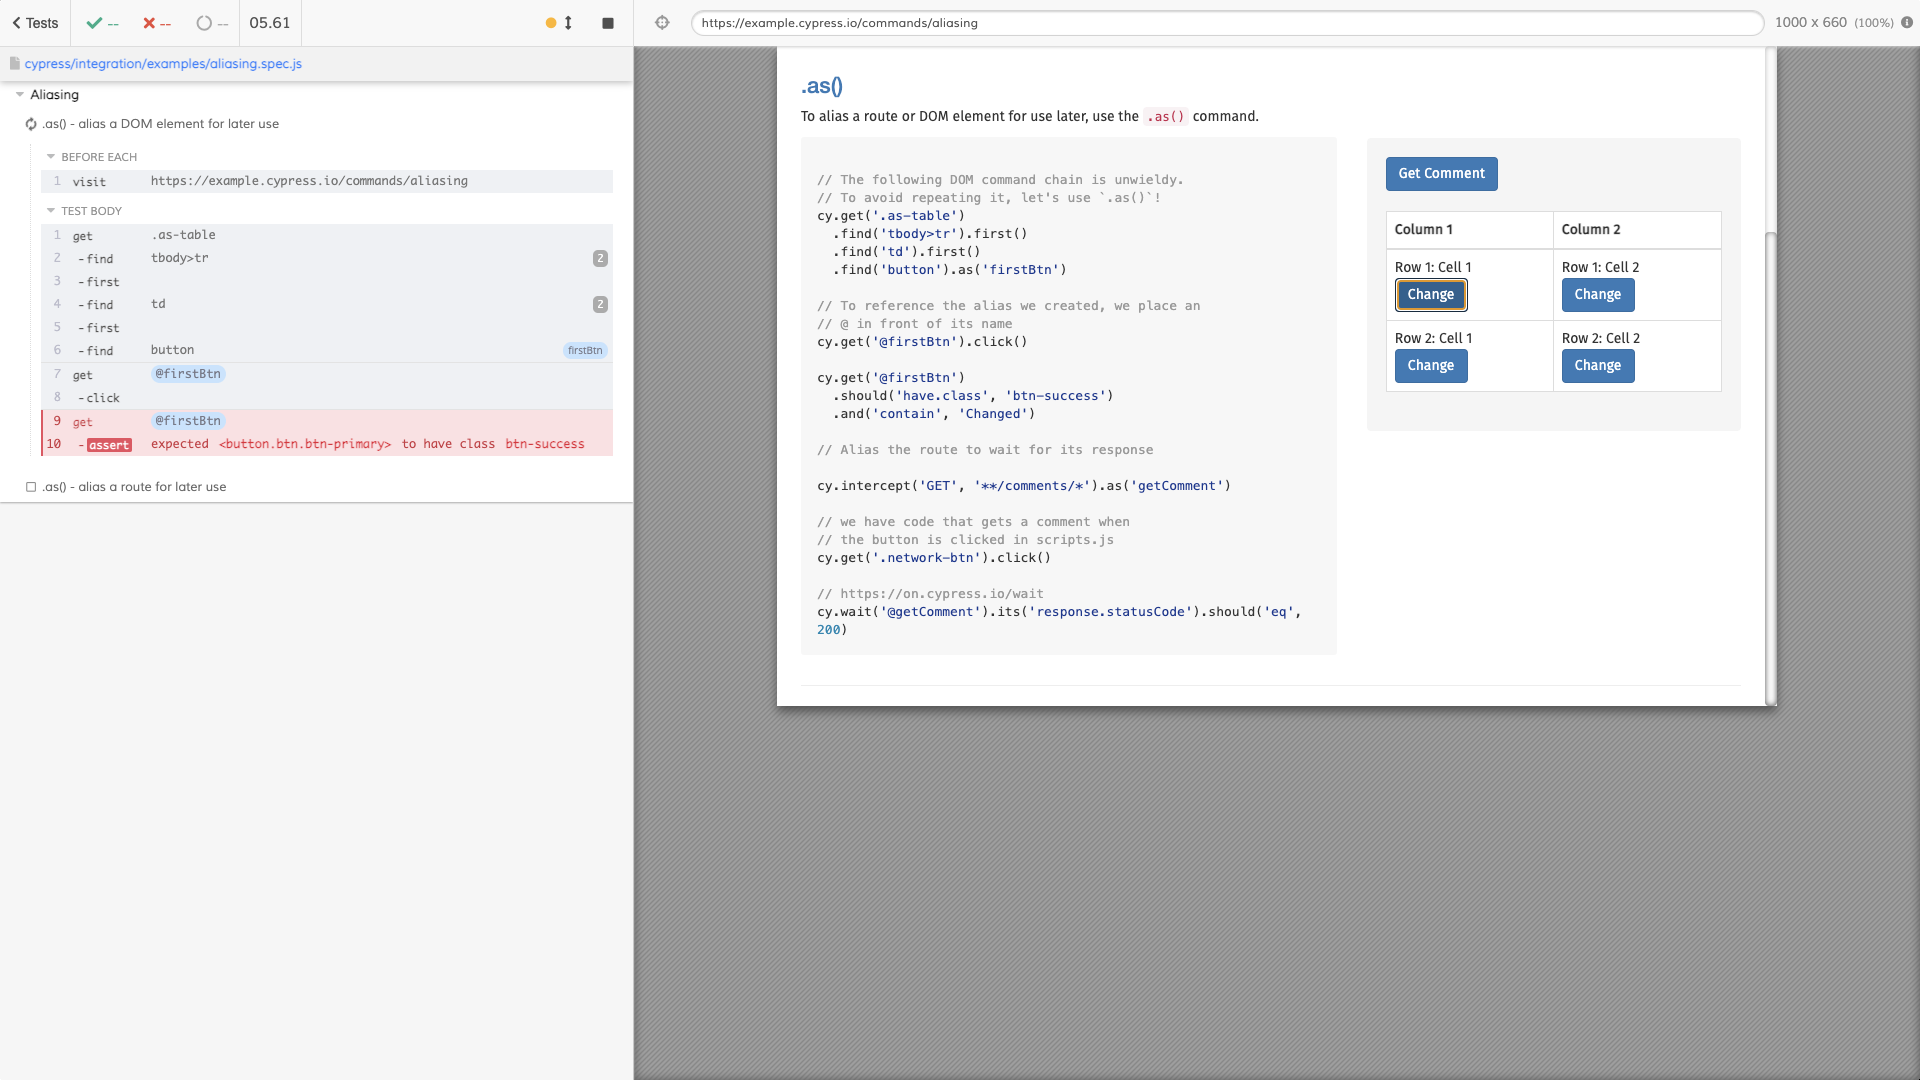 Tests -- -- -- 05.61
cypress/integration/examples/aliasing.spec.js
Aliasing
.as() - alias a DOM element for later use
BEFORE EACH
1 visit https://example.cypress.io/commands/aliasing
TEST BODY
1 get .as-table
2 -find tbody>tr 2
3 -first
4 -find td 2
5 -first
6 -find button firstBtn
7 get @firstBtn
8 -click
9 get @firstBtn
10 -assert expected <button.btn.btn-primary> to have class btn-success
.as() - alias a route for later use
https://example.cypress.io/commands/aliasing
1000 x 660 (100%)
.as()
To alias a route or DOM element for use later, use the .as() command.
// The following DOM command chain is unwieldy.
// To avoid repeating it, let's use `.as()`!
cy.get('.as-table')
.find('tbody>tr').first()
.find('td').first()
.find('button').as('firstBtn')
// To reference the alias we created, we place an
// @ in front of its name
cy.get('@firstBtn').click()
cy.get('@firstBtn')
.should('have.class', 'btn-success')
.and('contain', 'Changed')
// Alias the route to wait for its response
cy.intercept('GET', '**/comments/*').as('getComment')
// we have code that gets a comment when
// the button is clicked in scripts.js
cy.get('.network-btn').click()
// https://on.cypress.io/wait
cy.wait('@getComment').its('response.statusCode').should('eq',
200)
Get Comment
Column 1 Column 2
Row 1: Cell 1 Row 1: Cell 2
Change Change
Row 2: Cell 1 Row 2: Cell 2
Change Change